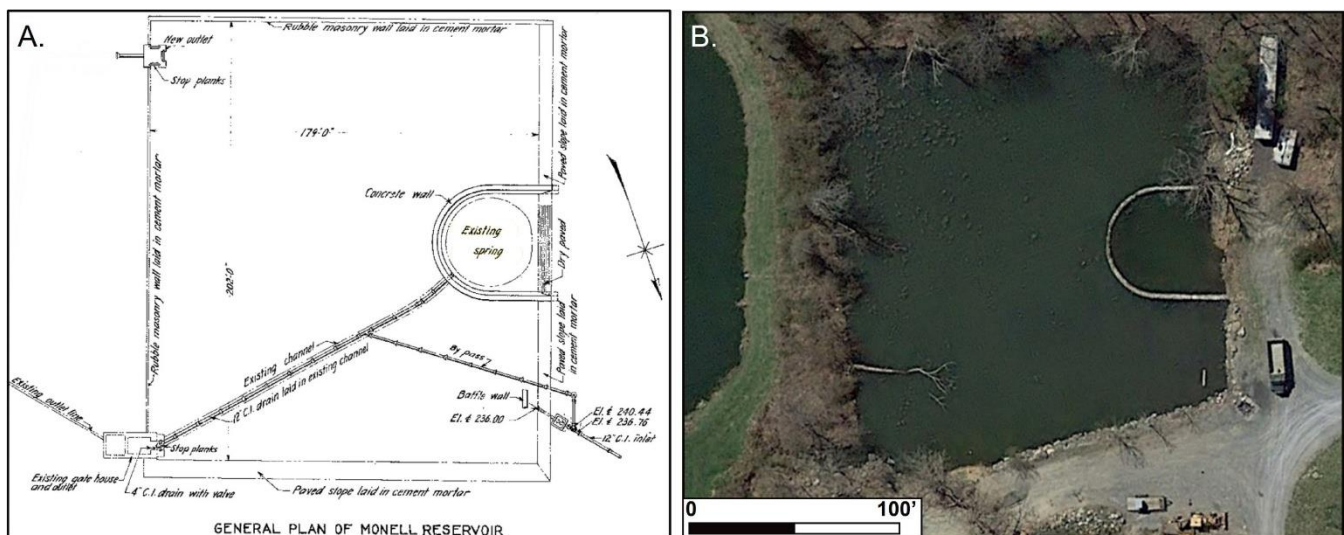 A.
Rubble masonry wall laid in cement mortar
New outlet
Stop planks
179'-0"
202'-0"
Rubble masonry wall laid in cement mortar
Paved slope laid in cement mortar
Concrete wall
Existing
spring
Dry paved
Existing channel
12" C.I. drain laid in existing channel
By pass
Paved slope laid
in cement mortar
Baffle wall
El. ¢ 236.00
El. ¢ 240.44
El. ¢ 236.76
12" C.I. inlet
Existing outlet line
Stop planks
Existing gate house
and outlet
4" C.I. drain with valve
Paved slope laid in cement mortar
GENERAL PLAN OF MONELL RESERVOIR
B.
0
100'